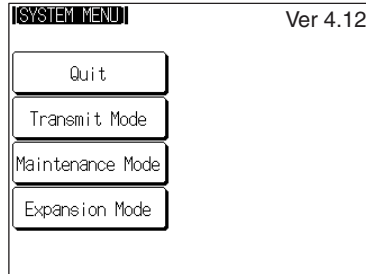 [SYSTEM MENU]
Ver 4.12
Quit
Transmit Mode
Maintenance Mode
Expansion Mode